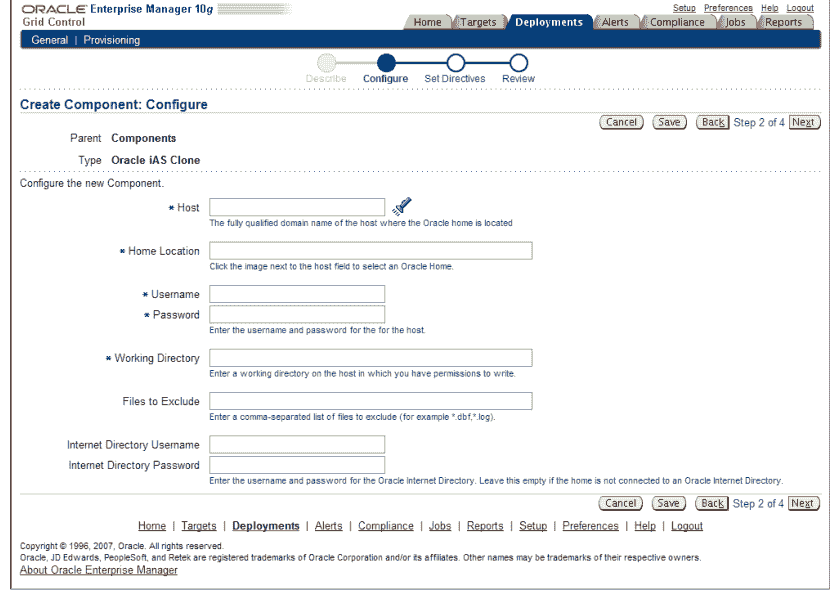 ORACLE Enterprise Manager 10g
Grid Control
Setup Preferences Help Logout
Home Targets Deployments Alerts Compliance Jobs Reports
General | Provisioning
Describe Configure Set Directives Review
Create Component: Configure
Cancel Save Back Step 2 of 4 Next
Parent Components
Type Oracle iAS Clone
Configure the new Component.
* Host
The fully qualified domain name of the host where the Oracle home is located
* Home Location
Click the image next to the host field to select an Oracle Home.
* Username
* Password
Enter the username and password for the for the host.
* Working Directory
Enter a working directory on the host in which you have permissions to write.
Files to Exclude
Enter a comma-separated list of files to exclude (for example *.dbf,*.log).
Internet Directory Username
Internet Directory Password
Enter the username and password for the Oracle Internet Directory. Leave this empty if the home is not connected to an Oracle Internet Directory.
Cancel Save Back Step 2 of 4 Next
Home | Targets | Deployments | Alerts | Compliance | Jobs | Reports | Setup | Preferences | Help | Logout
Copyright © 1996, 2007, Oracle. All rights reserved.
Oracle, JD Edwards, PeopleSoft, and Retek are registered trademarks of Oracle Corporation and/or its affiliates. Other names may be trademarks of their respective owners.
About Oracle Enterprise Manager